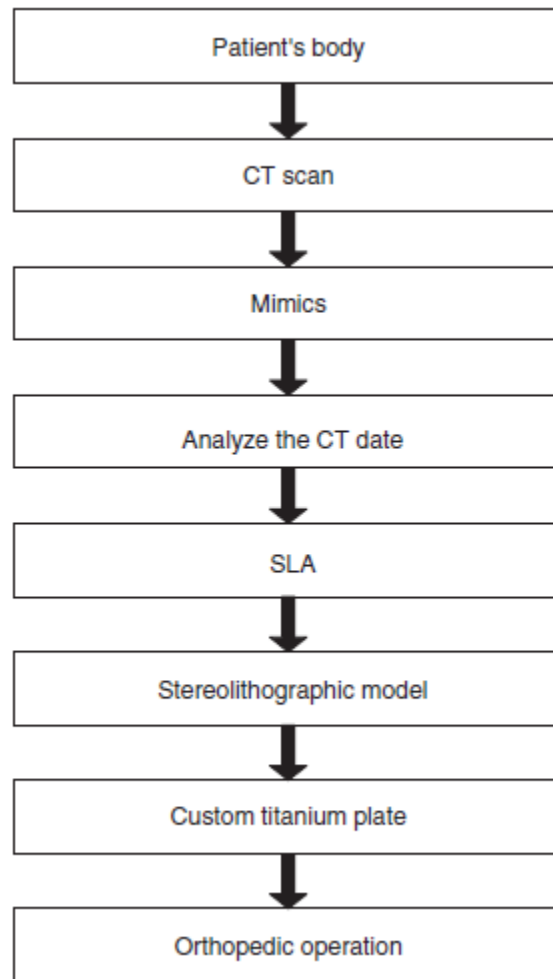 Patient's body
CT scan
Mimics
Analyze the CT date
SLA
Stereolithographic model
Custom titanium plate
Orthopedic operation